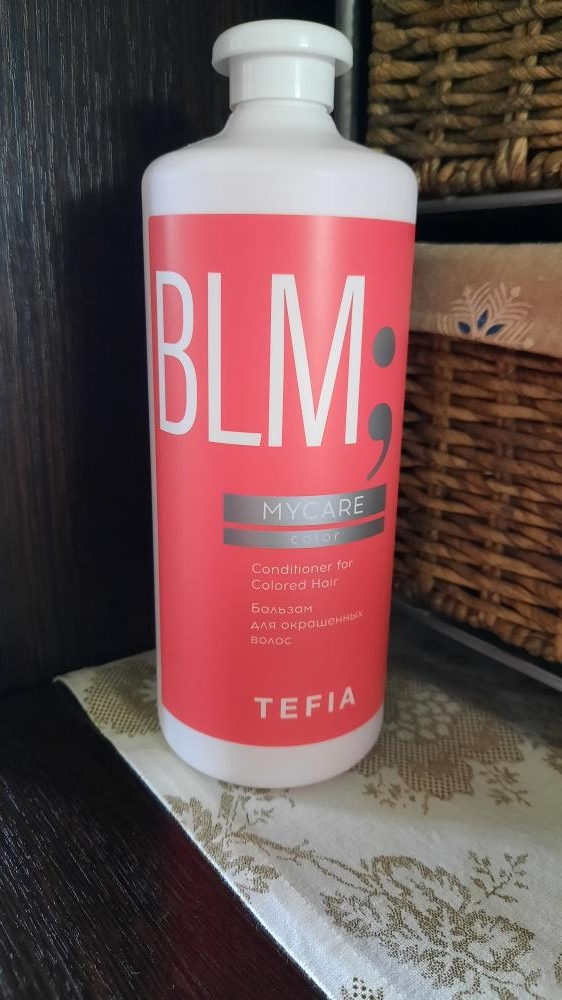 BLM;
MYCARE
color
Conditioner for
Colored Hair
Бальзам
для окрашенных
волос
TEFIA